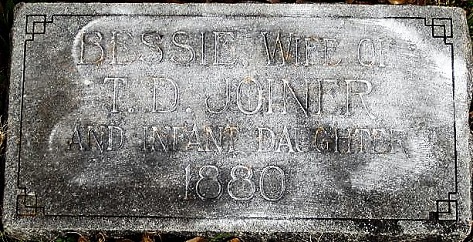 BESSIE, WIFE OF
T. D. JOINER
AND INFANT DAUGHTER
1880